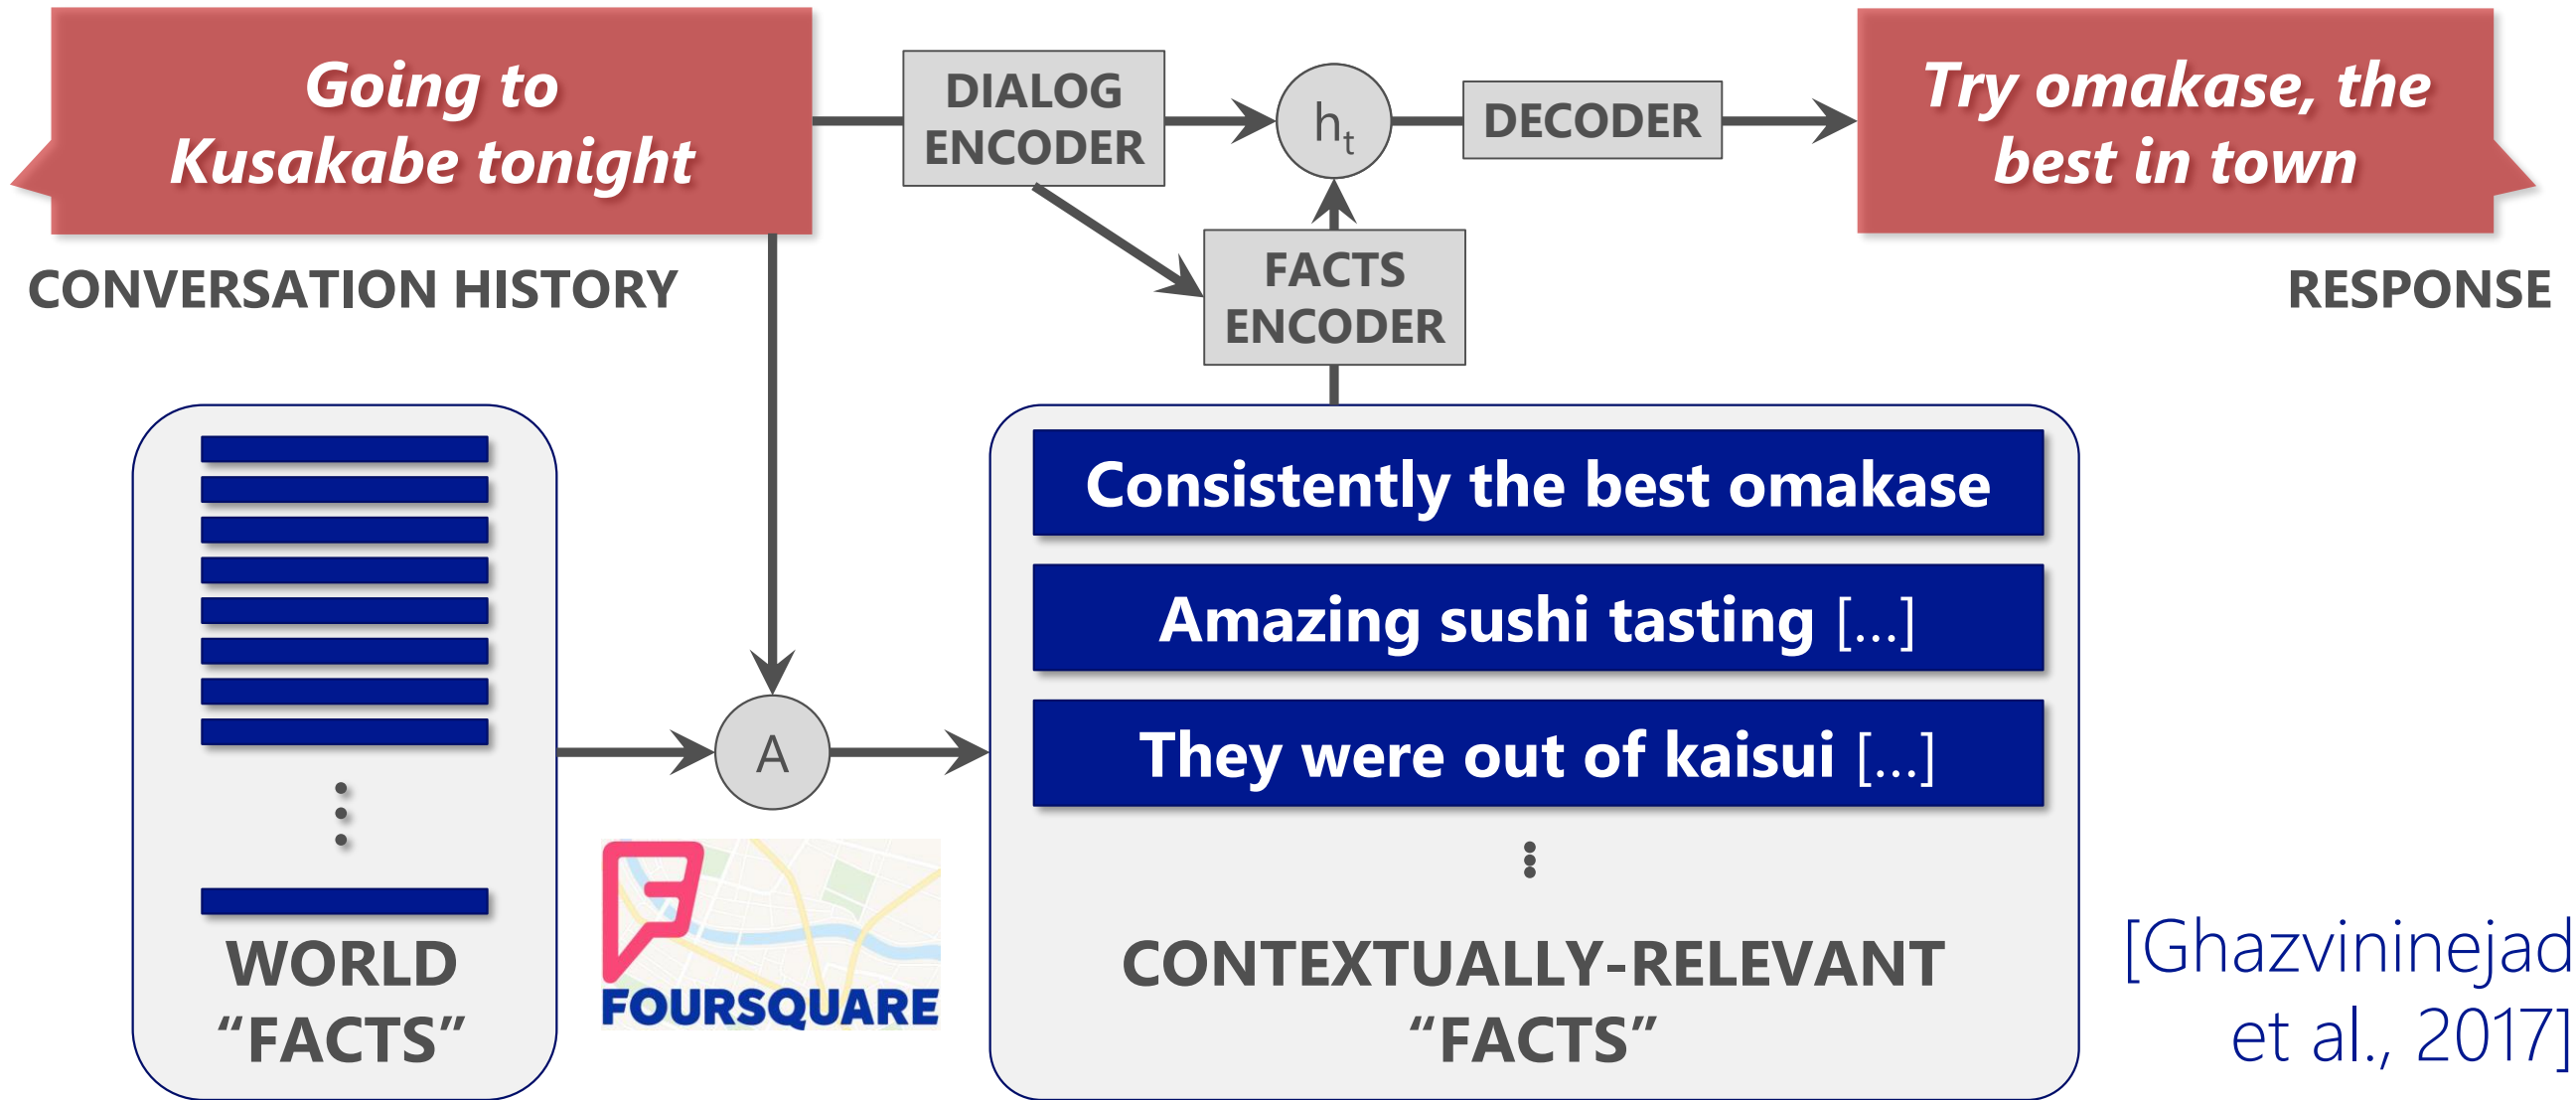 Going to
Kusakabe tonight
CONVERSATION HISTORY
DIALOG
ENCODER
h_t
DECODER
Try omakase, the
best in town
RESPONSE
FACTS
ENCODER
WORLD
“FACTS”
A
FOURSQUARE
Consistently the best omakase
Amazing sushi tasting [...]
They were out of kaisui [...]
CONTEXTUALLY-RELEVANT
“FACTS”
[Ghazvininejad
et al., 2017]